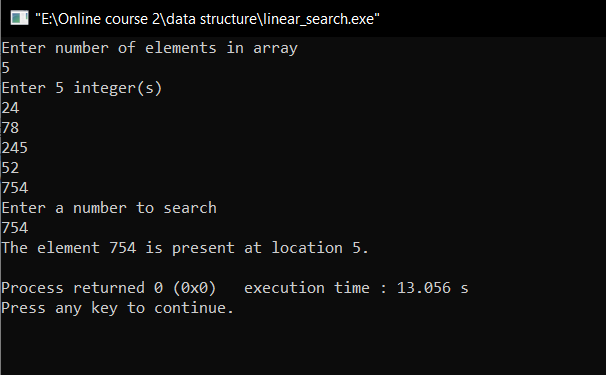 "E:\Online course 2\data structure\linear_search.exe"
Enter number of elements in array
5
Enter 5 integer(s)
24
78
245
52
754
Enter a number to search
754
The element 754 is present at location 5.
Process returned 0 (0x0)   execution time : 13.056 s
Press any key to continue.